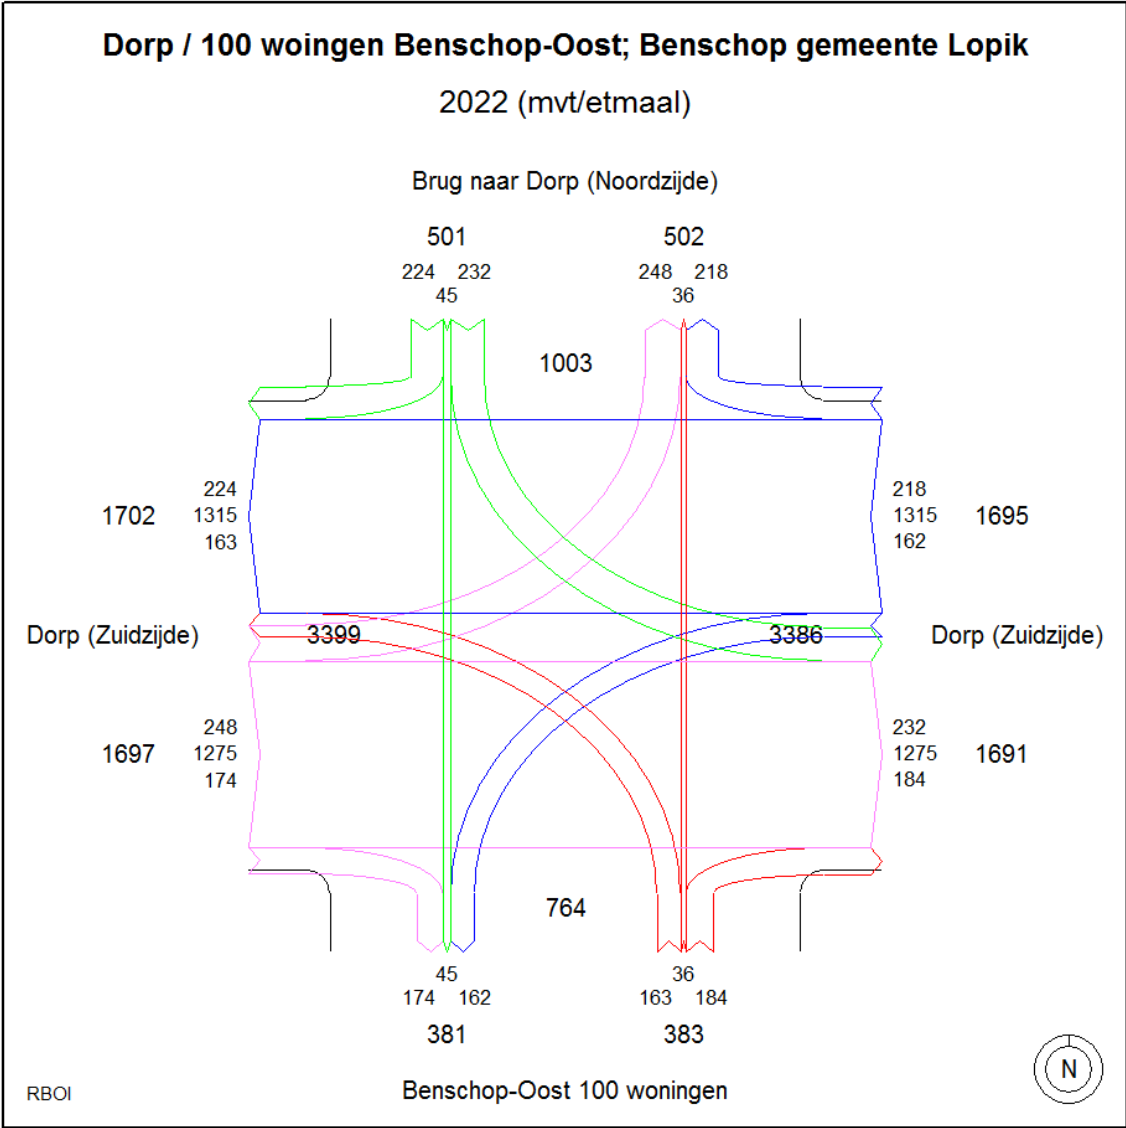 Dorp / 100 woingen Benschop-Oost; Benschop gemeente Lopik
2022 (mvt/etmaal)
Brug naar Dorp (Noordzijde)
501 502
224 232 248 218
45 36
1003
224 218
1702 1315 1315 1695
163 162
Dorp (Zuidzijde) 3399 3386 Dorp (Zuidzijde)
248 232
1697 1275 1275 1691
174 184
764
45 36
174 162 163 184
381 383
Benschop-Oost 100 woningen
RBOI
N